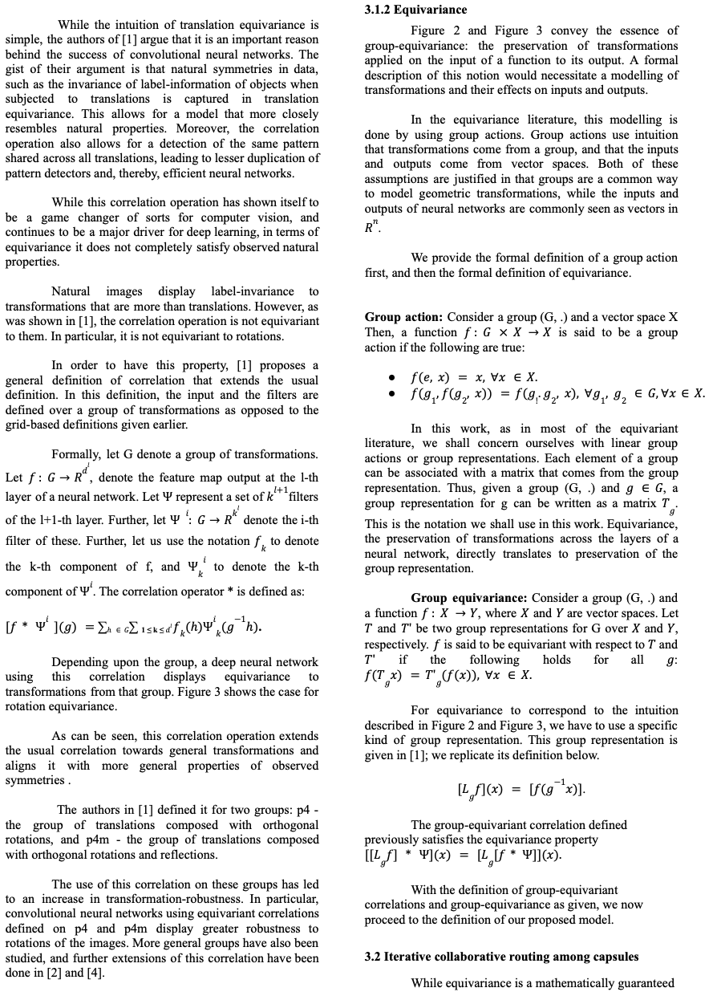 While the intuition of translation equivariance is
simple, the authors of [1] argue that it is an important reason
behind the success of convolutional neural networks. The
gist of their argument is that natural symmetries in data,
such as the invariance of label-information of objects when
subjected to translations is captured in translation
equivariance. This allows for a model that more closely
resembles natural properties. Moreover, the correlation
operation also allows for a detection of the same pattern
shared across all translations, leading to lesser duplication of
pattern detectors and, thereby, efficient neural networks.
While this correlation operation has shown itself to
be a game changer of sorts for computer vision, and
continues to be a major driver for deep learning, in terms of
equivariance it does not completely satisfy observed natural
properties.
Natural images display label-invariance to
transformations that are more than translations. However, as
was shown in [1], the correlation operation is not equivariant
to them. In particular, it is not equivariant to rotations.
In order to have this property, [1] proposes a
general definition of correlation that extends the usual
definition. In this definition, the input and the filters are
defined over a group of transformations as opposed to the
grid-based definitions given earlier.
Formally, let G denote a group of transformations.
Let f: G → R^{d^l}, denote the feature map output at the l-th
layer of a neural network. Let Ψ represent a set of k^{l+1} filters
of the l+1-th layer. Further, let Ψ^i: G → R^{k^l} denote the i-th
filter of these. Further, let us use the notation f_k to denote
the k-th component of f, and Ψ_k^i to denote the k-th
component of Ψ^i. The correlation operator * is defined as:
[f * Ψ^i](g) = Σ_{h ∈ G} Σ_{1≤k≤d^l} f_k(h)Ψ^i_k(g^{-1}h).
Depending upon the group, a deep neural network
using this correlation displays equivariance to
transformations from that group. Figure 3 shows the case for
rotation equivariance.
As can be seen, this correlation operation extends
the usual correlation towards general transformations and
aligns it with more general properties of observed
symmetries .
The authors in [1] defined it for two groups: p4 -
the group of translations composed with orthogonal
rotations, and p4m - the group of translations composed
with orthogonal rotations and reflections.
The use of this correlation on these groups has led
to an increase in transformation-robustness. In particular,
convolutional neural networks using equivariant correlations
defined on p4 and p4m display greater robustness to
rotations of the images. More general groups have also been
studied, and further extensions of this correlation have been
done in [2] and [4].
3.1.2 Equivariance
Figure 2 and Figure 3 convey the essence of
group-equivariance: the preservation of transformations
applied on the input of a function to its output. A formal
description of this notion would necessitate a modelling of
transformations and their effects on inputs and outputs.
In the equivariance literature, this modelling is
done by using group actions. Group actions use intuition
that transformations come from a group, and that the inputs
and outputs come from vector spaces. Both of these
assumptions are justified in that groups are a common way
to model geometric transformations, while the inputs and
outputs of neural networks are commonly seen as vectors in
R^n.
We provide the formal definition of a group action
first, and then the formal definition of equivariance.
Group action: Consider a group (G, .) and a vector space X
Then, a function f: G × X → X is said to be a group
action if the following are true:
● f(e, x) = x, ∀x ∈ X.
● f(g_1, f(g_2, x)) = f(g_!. g_2, x), ∀g_1, g_2 ∈ G, ∀x ∈ X.
In this work, as in most of the equivariant
literature, we shall concern ourselves with linear group
actions or group representations. Each element of a group
can be associated with a matrix that comes from the group
representation. Thus, given a group (G, .) and g ∈ G, a
group representation for g can be written as a matrix T_g.
This is the notation we shall use in this work. Equivariance,
the preservation of transformations across the layers of a
neural network, directly translates to preservation of the
group representation.
Group equivariance: Consider a group (G, .) and
a function f: X → Y, where X and Y are vector spaces. Let
T and T' be two group representations for G over X and Y,
respectively. f is said to be equivariant with respect to T and
T' if the following holds for all g:
f(T_g x) = T'_g(f(x)), ∀x ∈ X.
For equivariance to correspond to the intuition
described in Figure 2 and Figure 3, we have to use a specific
kind of group representation. This group representation is
given in [1]; we replicate its definition below.
[L_g f](x) = [f(g^{-1}x)].
The group-equivariant correlation defined
previously satisfies the equivariance property
[[L_g f] * Ψ](x) = [L_g[f * Ψ]](x).
With the definition of group-equivariant
correlations and group-equivariance as given, we now
proceed to the definition of our proposed model.
3.2 Iterative collaborative routing among capsules
While equivariance is a mathematically guaranteed